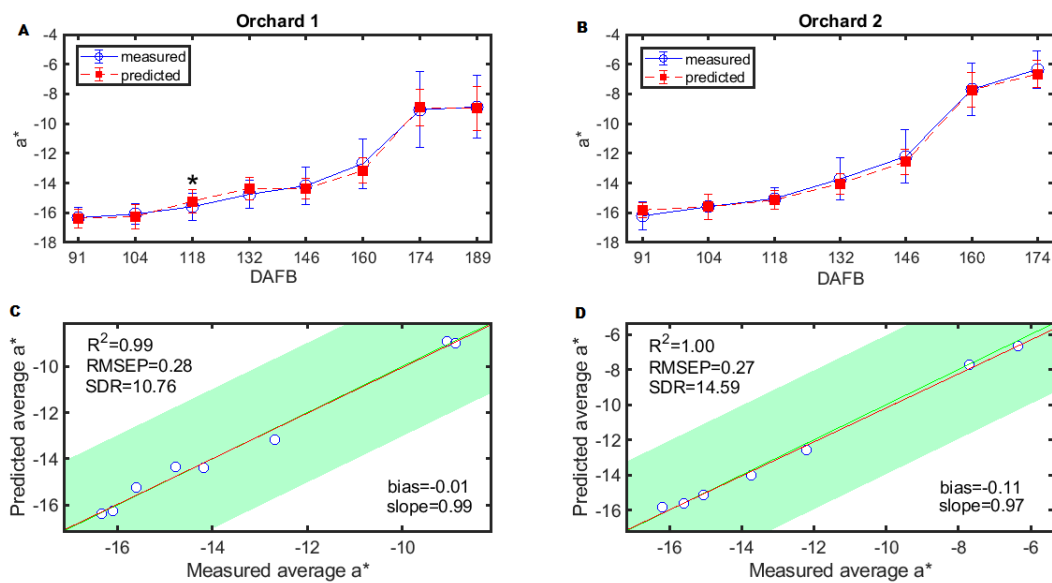 A
Orchard 1
-4
-6
-8
-10
-12
-14
-16
-18
a*
measured
predicted
*
91 104 118 132 146 160 174 189
DAFB
B
Orchard 2
-4
-6
-8
-10
-12
-14
-16
-18
a*
measured
predicted
91 104 118 132 146 160 174
DAFB
C
R²=0.99
RMSEP=0.28
SDR=10.76
-10
-12
-14
-16
Predicted average a*
bias=-0.01
slope=0.99
-16 -14 -12 -10
Measured average a*
D
R²=1.00
RMSEP=0.27
SDR=14.59
-6
-8
-10
-12
-14
-16
Predicted average a*
bias=-0.11
slope=0.97
-16 -14 -12 -10 -8 -6
Measured average a*